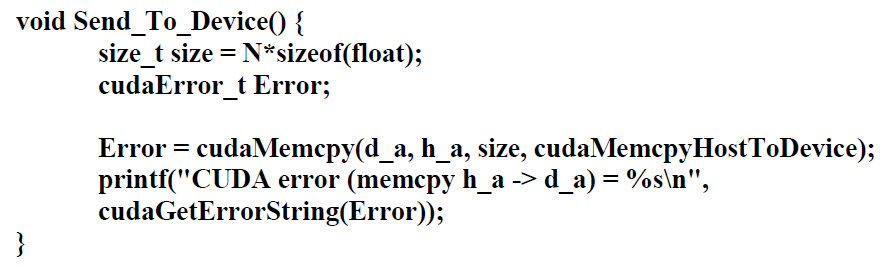 void Send_To_Device() {
size_t size = N*sizeof(float);
cudaError_t Error;
Error = cudaMemcpy(d_a, h_a, size, cudaMemcpyHostToDevice);
printf("CUDA error (memcpy h_a -> d_a) = %s\n",
cudaGetErrorString(Error));
}